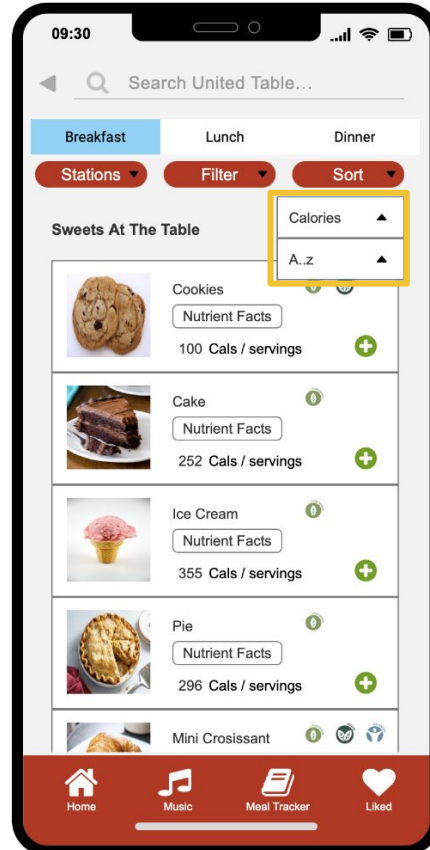 09:30
Search United Table...
Breakfast Lunch Dinner
Stations Filter Sort
Calories
Sweets At The Table
A..z
Cookies
Nutrient Facts
100 Cals / servings
Cake
Nutrient Facts
252 Cals / servings
Ice Cream
Nutrient Facts
355 Cals / servings
Pie
Nutrient Facts
296 Cals / servings
Mini Crosissant
Home Music Meal Tracker Liked